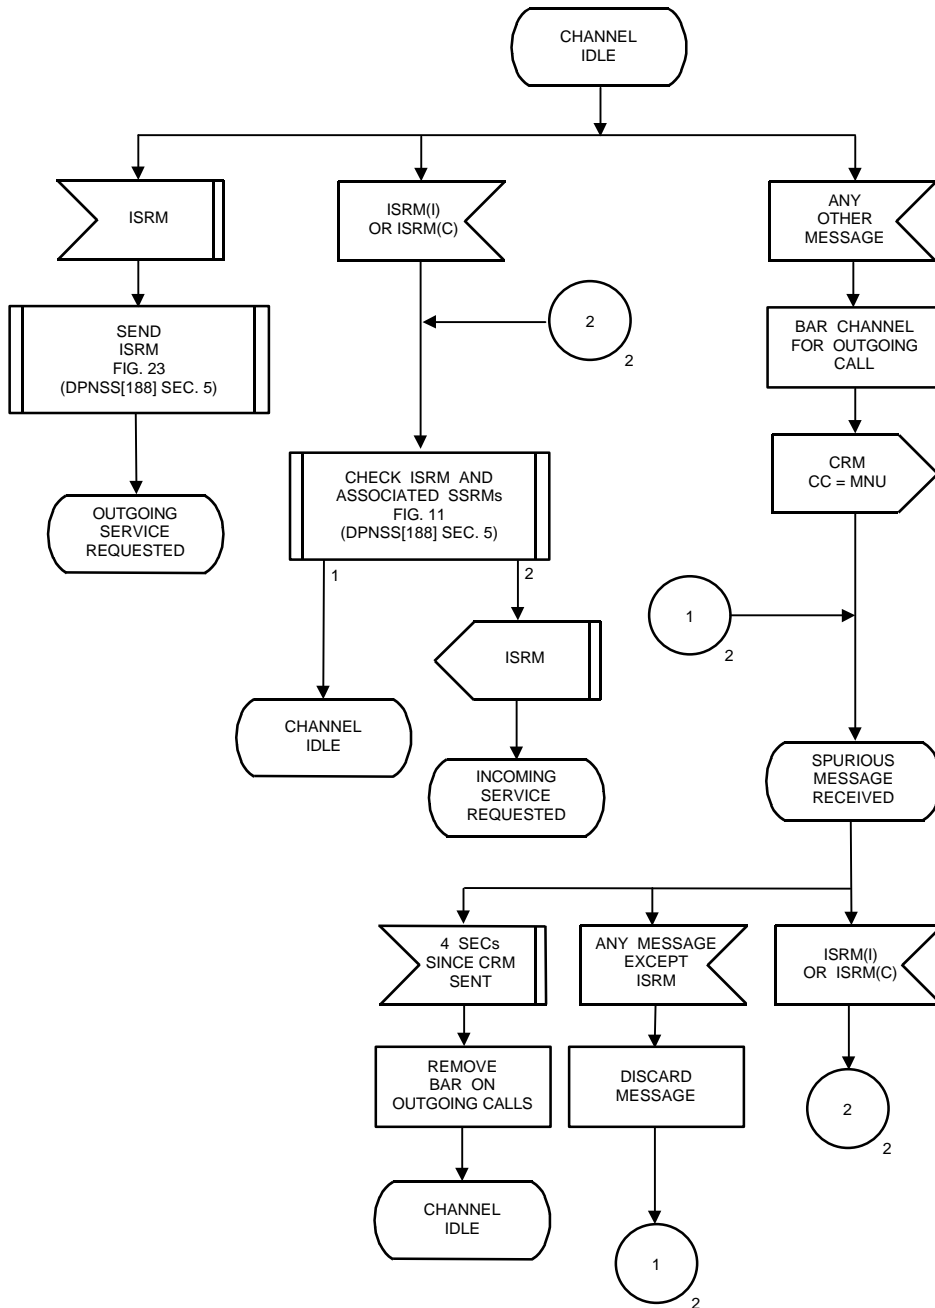 CHANNEL
IDLE
ISRM
ISRM(I)
OR ISRM(C)
ANY
OTHER
MESSAGE
SEND
ISRM
FIG. 23
(DPNSS[188] SEC. 5)
2
2
BAR CHANNEL
FOR OUTGOING
CALL
CRM
CC = MNU
CHECK ISRM AND
ASSOCIATED SSRMs
FIG. 11
(DPNSS[188] SEC. 5)
OUTGOING
SERVICE
REQUESTED
1
2
1
2
ISRM
CHANNEL
IDLE
SPURIOUS
MESSAGE
RECEIVED
INCOMING
SERVICE
REQUESTED
4 SECs
SINCE CRM
SENT
ANY MESSAGE
EXCEPT
ISRM
ISRM(I)
OR ISRM(C)
REMOVE
BAR ON
OUTGOING CALLS
DISCARD
MESSAGE
2
2
CHANNEL
IDLE
1
2